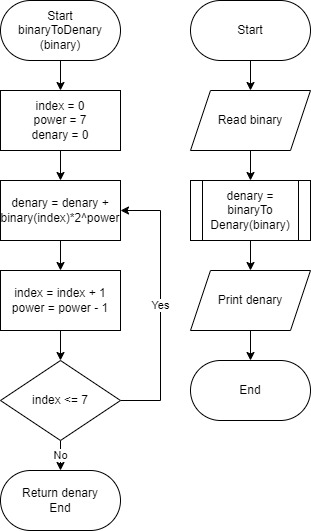 Start
binaryToDenary
(binary)
index = 0
power = 7
denary = 0
denary = denary +
binary(index)*2^power
index = index + 1
power = power - 1
Yes
index <= 7
No
Return denary
End
Start
Read binary
denary =
binaryTo
Denary(binary)
Print denary
End